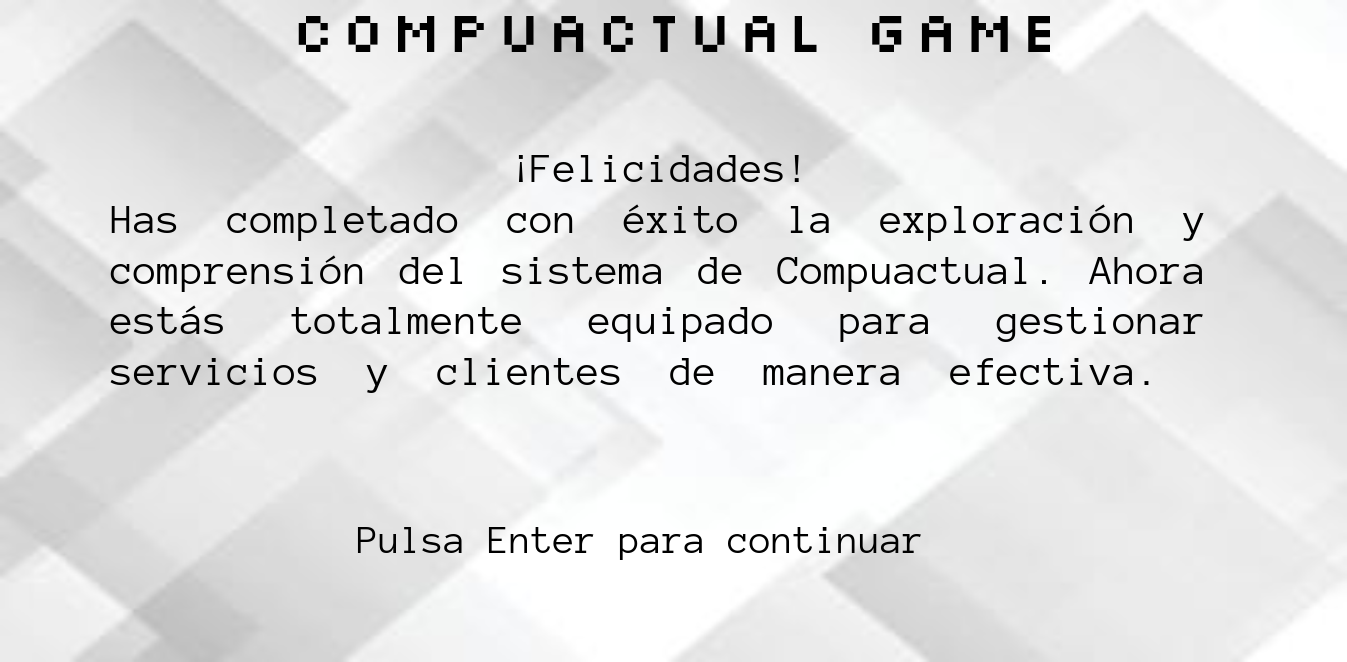 COMPUACTUAL GAME
¡Felicidades!
Has completado con éxito la exploración y
comprensión del sistema de Compuactual. Ahora
estás totalmente equipado para gestionar
servicios y clientes de manera efectiva.
Pulsa Enter para continuar